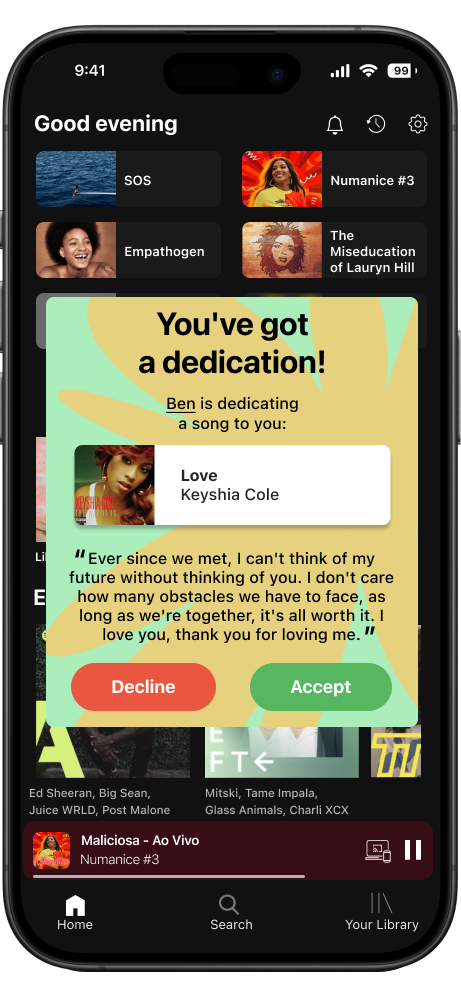 9:41
99
Good evening
SOS
Numanice #3
Empathogen
The
Miseducation
of Lauryn Hill
You've got
a dedication!
Ben is dedicating
a song to you:
KEYSHIA COLE
Love
Keyshia Cole
“Ever since we met, I can't think of my
future without thinking of you. I don't care
how many obstacles we have to face, as
long as we're together, it's all worth it. I
love you, thank you for loving me.”
Decline
Accept
Li
E
A
E
FT←
Ed Sheeran, Big Sean,
Juice WRLD, Post Malone
Mitski, Tame Impala,
Glass Animals, Charli XCX
Maliciosa - Ao Vivo
Numanice #3
Home
Search
Your Library